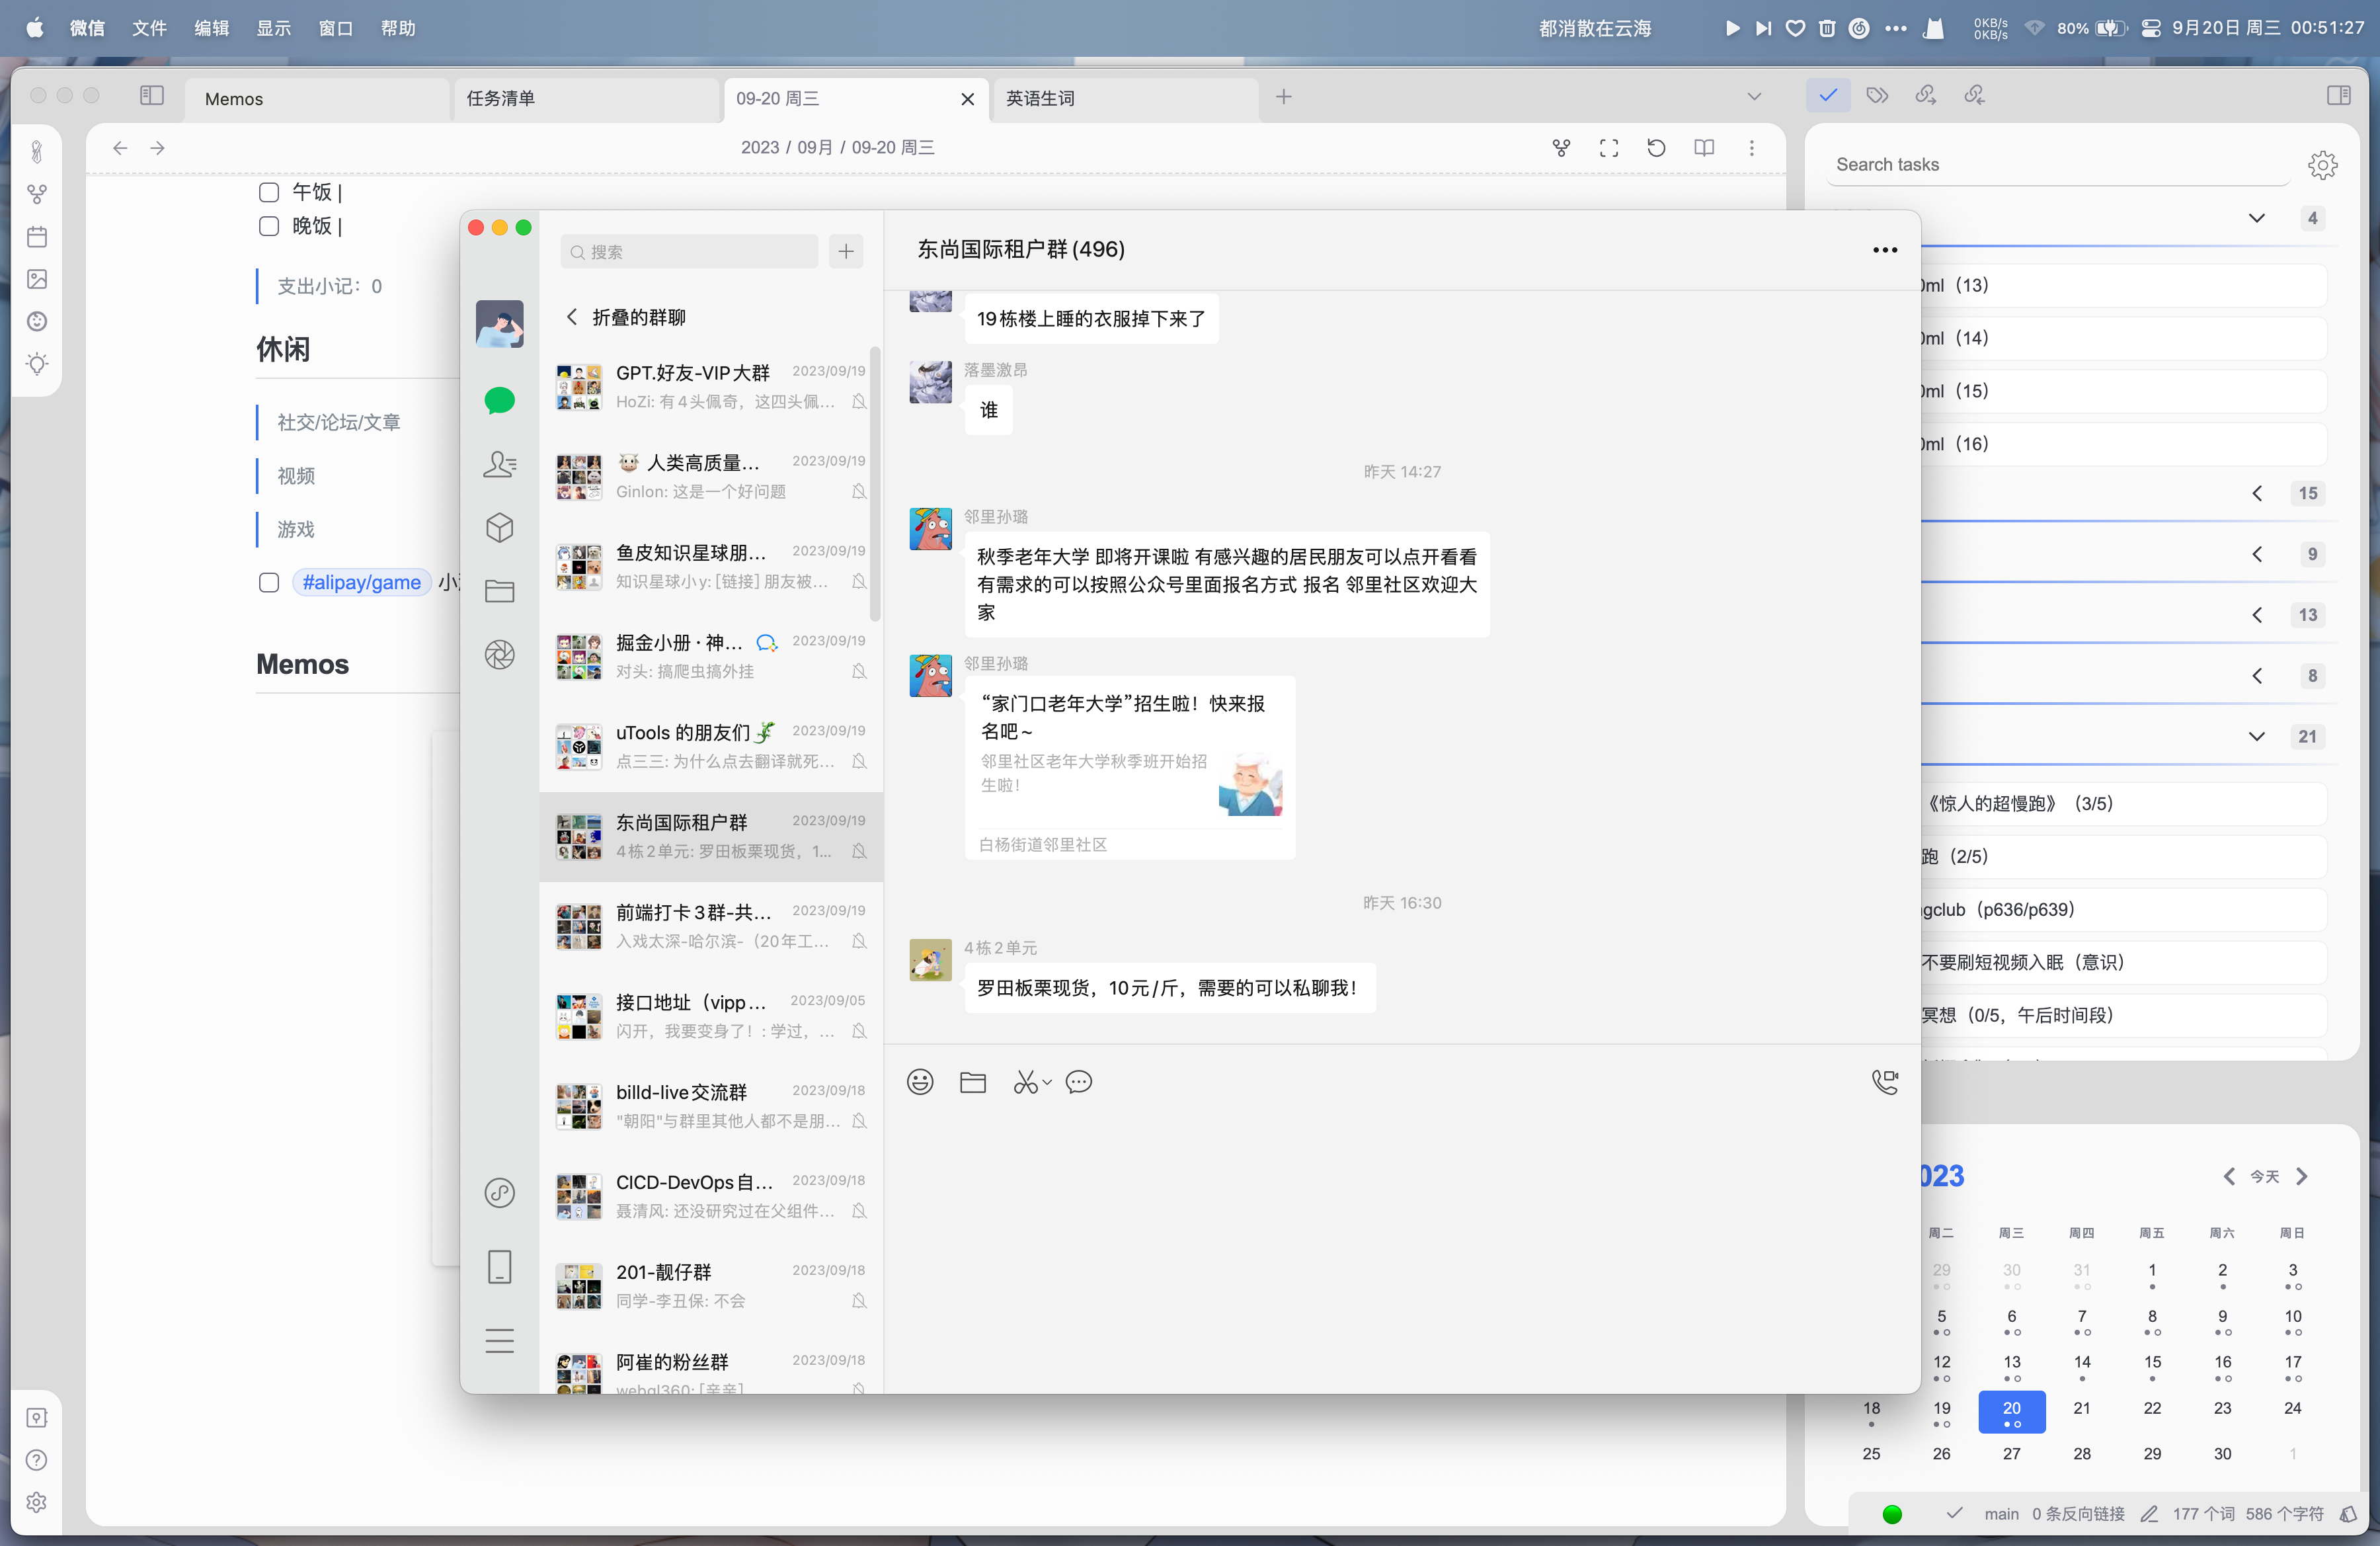 微信 文件 编辑 显示 窗口 帮助
都消散在云海
0KB/s
0KB/s
80%
9月20日 周三 00:51:27
Memos
任务清单
09-20 周三
英语生词
2023 / 09月 / 09-20 周三
午饭 |
晚饭 |
支出小记：0
休闲
社交/论坛/文章
视频
游戏
#alipay/game
Memos
搜索
折叠的群聊
GPT.好友-VIP大群 2023/09/19
HoZi: 有4头佩奇，这四头佩...
🐮 人类高质量... 2023/09/19
Ginlon: 这是一个好问题
鱼皮知识星球朋... 2023/09/19
知识星球小y: [链接] 朋友被...
掘金小册 · 神... 2023/09/19
对头: 搞爬虫搞外挂
uTools 的朋友们🦎 2023/09/19
点三三: 为什么点去翻译就死...
东尚国际租户群 2023/09/19
4栋2单元: 罗田板栗现货，1...
前端打卡3群-共... 2023/09/19
入戏太深-哈尔滨-（20年工...
接口地址（vipp... 2023/09/05
闪开，我要变身了！: 学过，...
billd-live交流群 2023/09/18
"朝阳"与群里其他人都不是朋...
CICD-DevOps自... 2023/09/18
聂清风: 还没研究过在父组件...
201-靓仔群 2023/09/18
同学-李丑保: 不会
阿崔的粉丝群 2023/09/18
webgl360: [亲亲]
东尚国际租户群(496)
19栋楼上睡的衣服掉下来了
落墨激昂
谁
昨天 14:27
邻里孙璐
秋季老年大学 即将开课啦 有感兴趣的居民朋友可以点开看看
有需求的可以按照公众号里面报名方式 报名 邻里社区欢迎大
家
邻里孙璐
“家门口老年大学”招生啦！快来报
名吧~
邻里社区老年大学秋季班开始招
生啦！
白杨街道邻里社区
昨天 16:30
4栋2单元
罗田板栗现货，10元/斤，需要的可以私聊我！
Search tasks
4
ml（13）
ml（14）
ml（15）
ml（16）
15
9
13
8
21
《惊人的超慢跑》（3/5）
跑（2/5）
gclub（p636/p639）
不要刷短视频入眠（意识）
冥想（0/5，午后时间段）
023
今天
周二 周三 周四 周五 周六 周日
29 30 31 1 2 3
5 6 7 8 9 10
12 13 14 15 16 17
18 19 20 21 22 23 24
25 26 27 28 29 30 1
main 0 条反向链接 177 个词 586 个字符